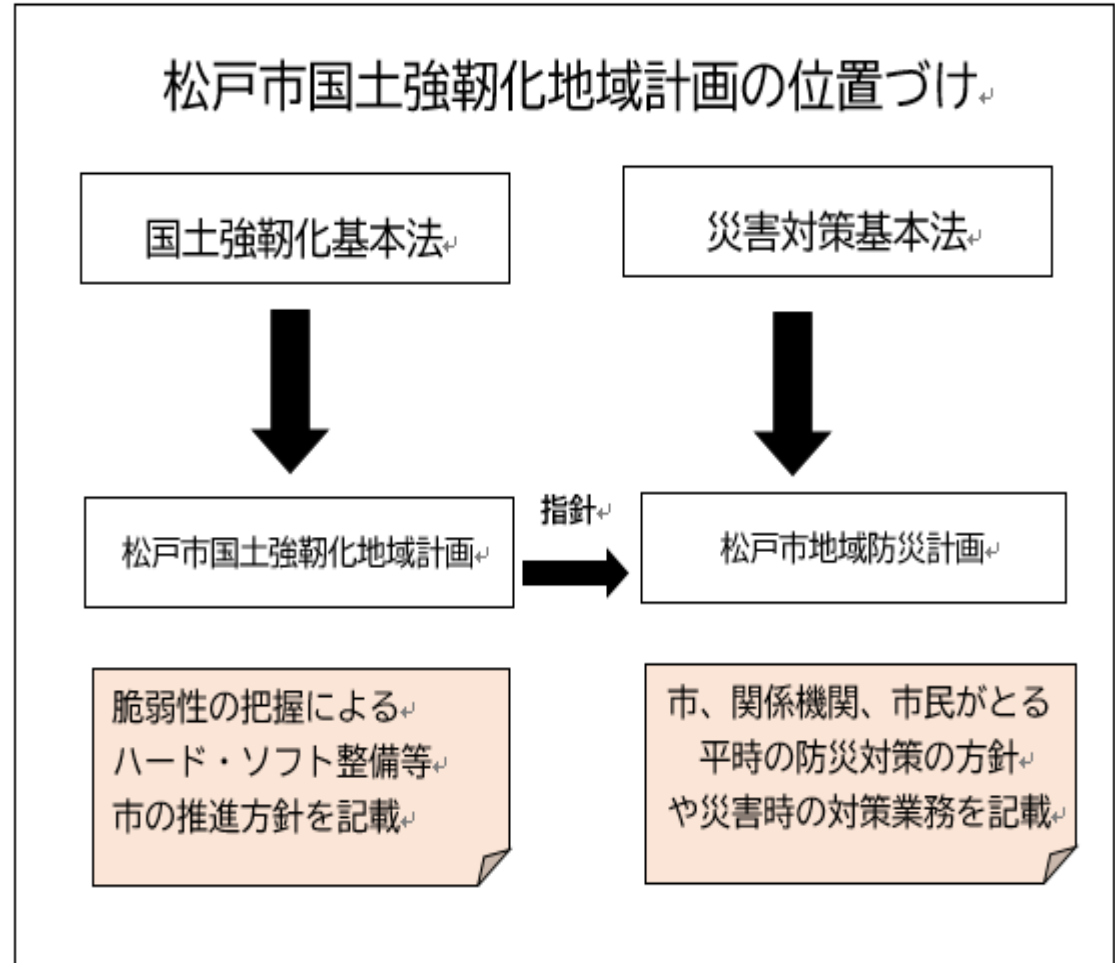 松戸市国土強靭化地域計画の位置づけ
国土強靭化基本法
災害対策基本法
松戸市国土強靭化地域計画
指針
松戸市地域防災計画
脆弱性の把握による
ハード・ソフト整備等
市の推進方針を記載
市、関係機関、市民がとる
平時の防災対策の方針
や災害時の対策業務を記載